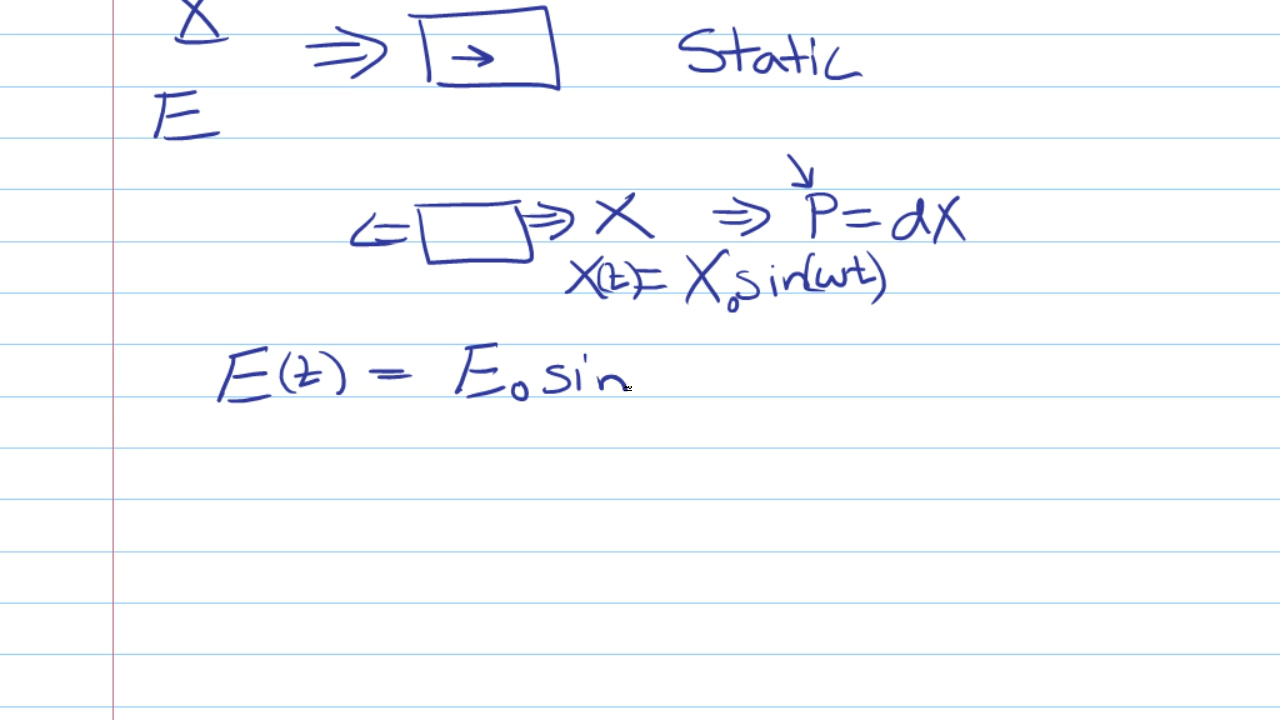 X ⇒ → Static
E
⇐ ⇒ X ⇒ P = dX
X(t) = X₀ sin(ωt)
E(t) = E₀ sin